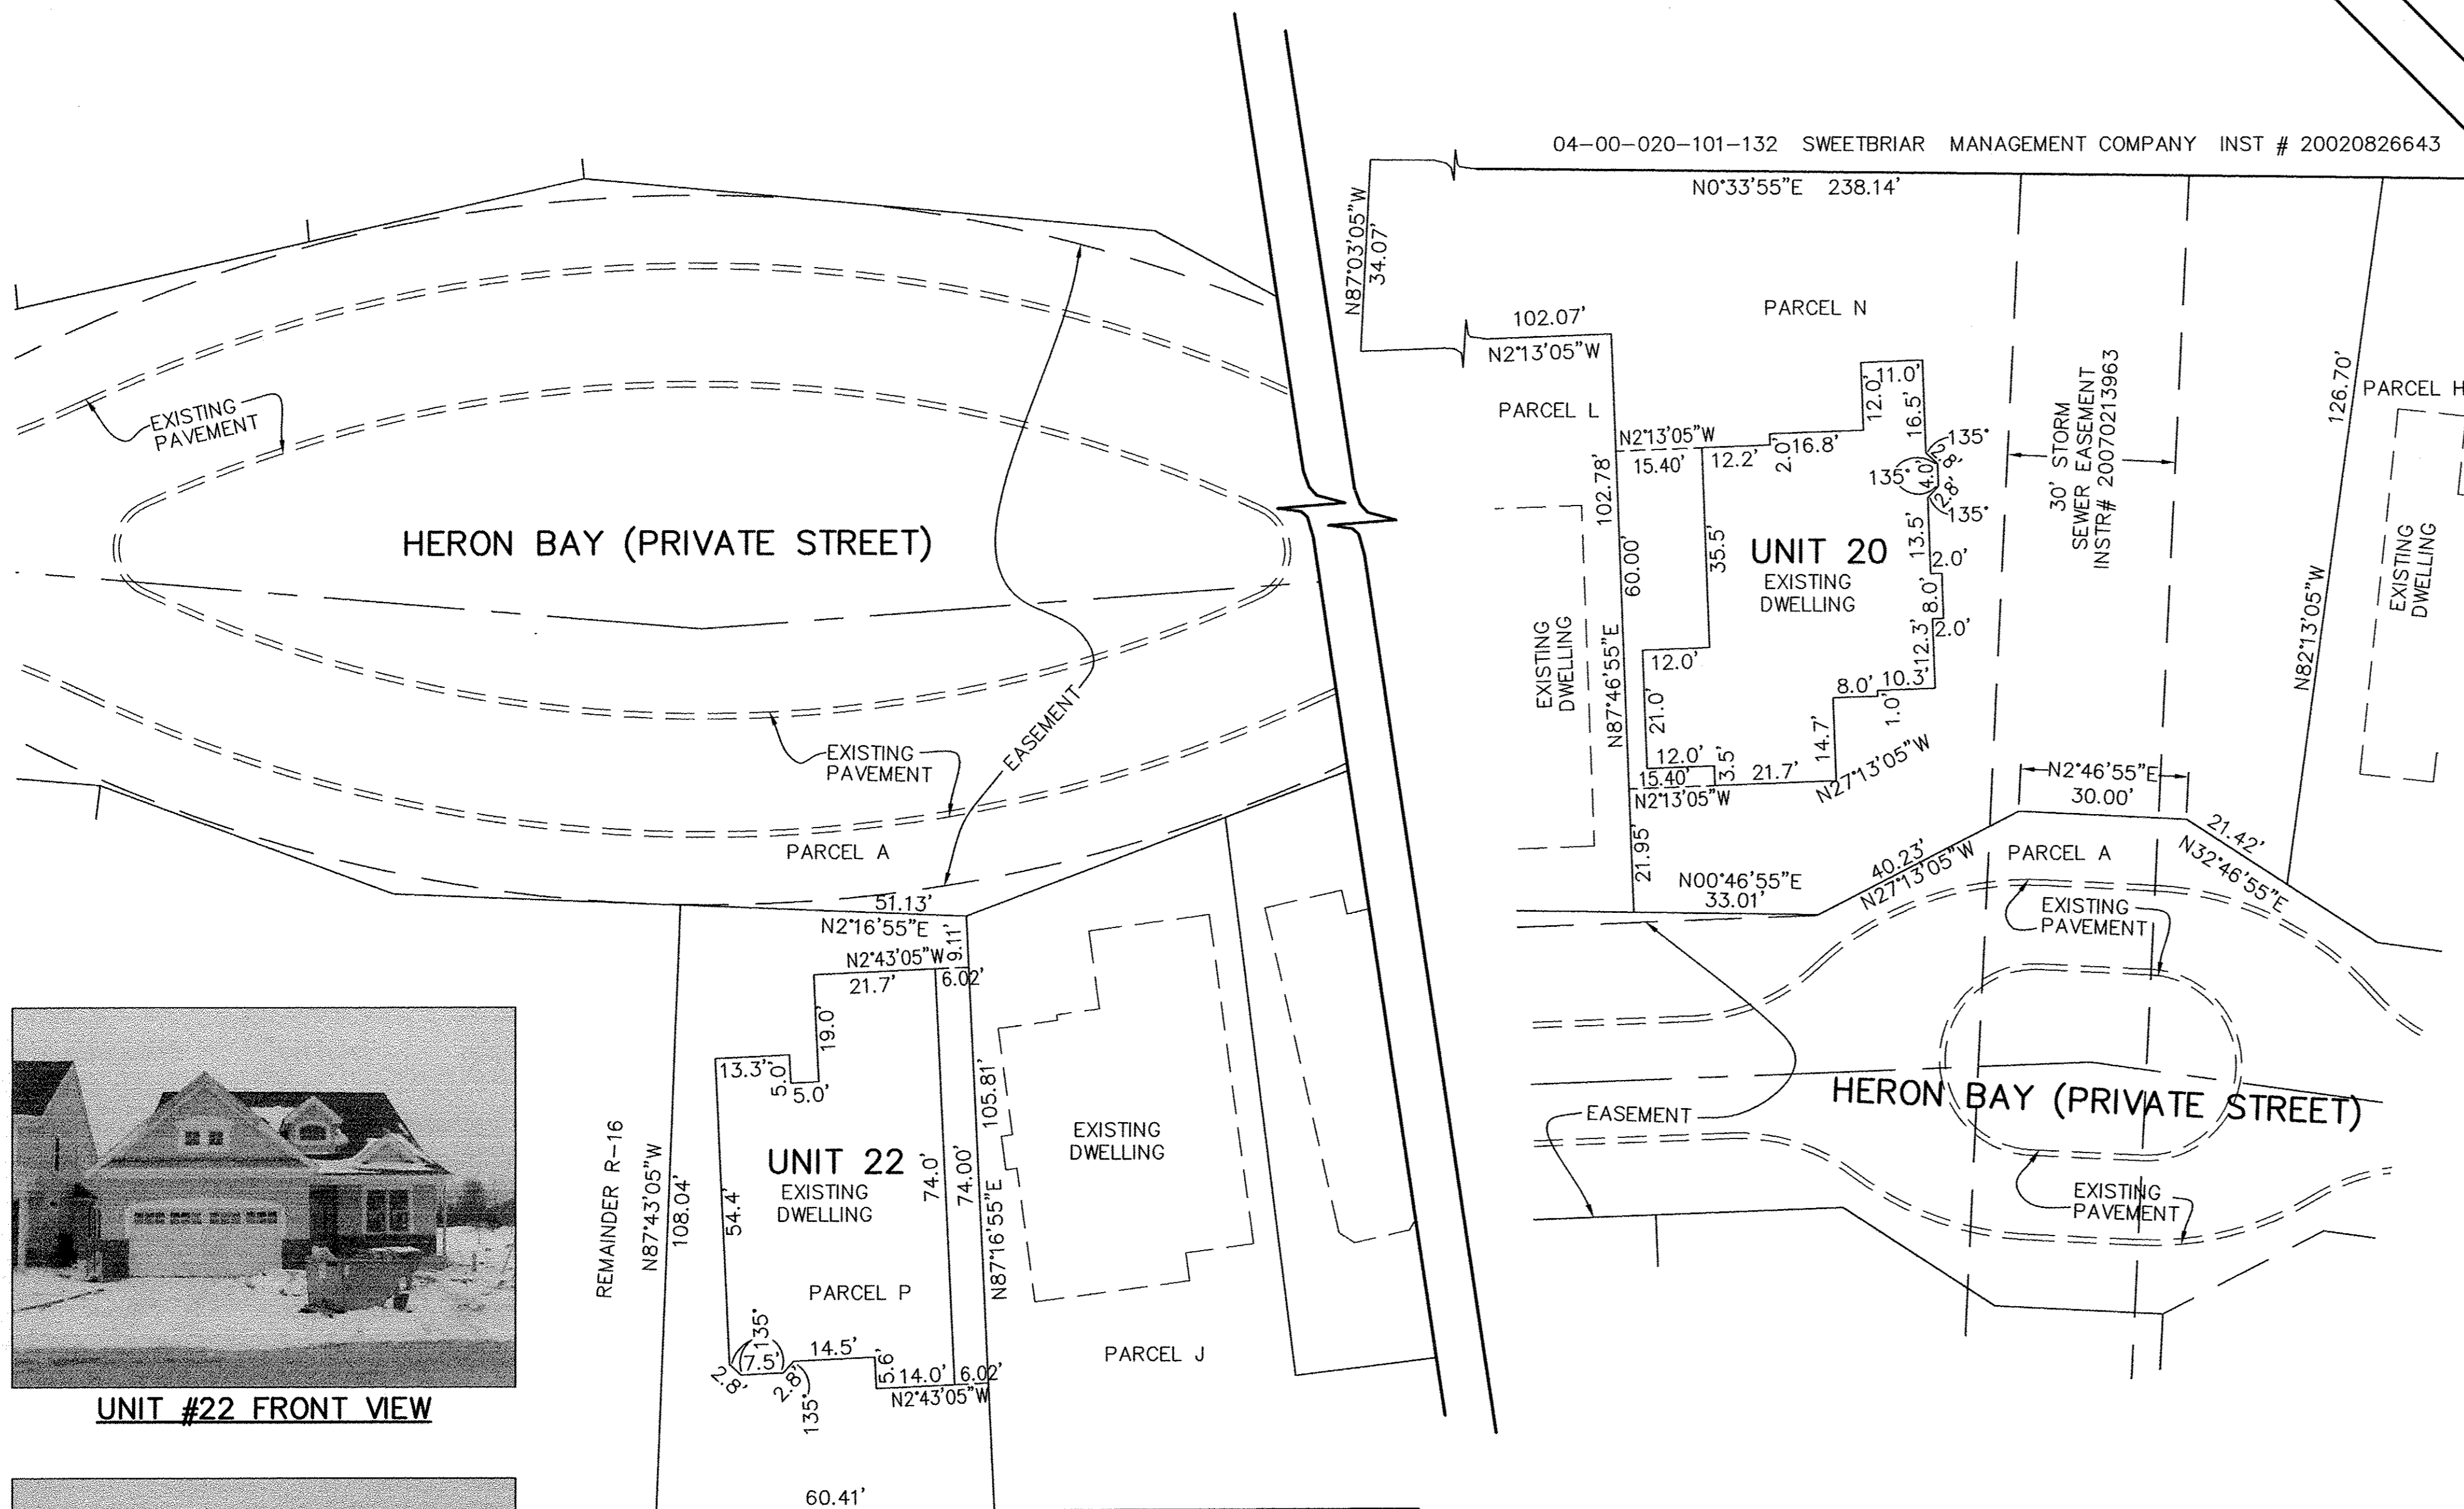 04-00-020-101-132 SWEETBRIAR MANAGEMENT COMPANY INST # 20020826643
N0°33'55"E 238.14'
N87°03'05"W
34.07'
102.07'
N2°13'05"W
PARCEL N
PARCEL L
PARCEL H
126.70'
N82°13'05"W
30' STORM
SEWER EASEMENT
INSTR# 200702139963
N2°13'05"W
15.40'
12.2'
2.0'
16.8'
12.0'
11.0'
16.5'
135°
2.8'
135°
4.0'
2.8'
135°
13.5'
2.0'
8.0'
2.0'
12.3'
10.3'
1.0'
8.0'
14.7'
21.7'
3.5'
12.0'
21.0'
12.0'
35.5'
15.40'
N2°13'05"W
102.78'
60.00'
N87°46'55"E
21.95'
UNIT 20
EXISTING
DWELLING
EXISTING
DWELLING
EXISTING
DWELLING
N27°13'05"W
N2°46'55"E
30.00'
21.42'
N32°46'55"E
40.23'
N27°13'05"W
PARCEL A
N00°46'55"E
33.01'
EXISTING
PAVEMENT
HERON BAY (PRIVATE STREET)
EASEMENT
EXISTING
PAVEMENT
EXISTING
PAVEMENT
HERON BAY (PRIVATE STREET)
EXISTING
PAVEMENT
EASEMENT
PARCEL A
51.13'
N2°16'55"E
9.11'
N2°43'05"W
21.7'
6.02'
19.0'
13.3'
5.0'
5.0'
105.81'
74.0'
74.00'
N87°16'55"E
UNIT 22
EXISTING
DWELLING
54.4'
REMAINDER R-16
N87°43'05"W
108.04'
PARCEL P
135°
7.5'
2.8'
2.8'
135°
14.5'
5.6'
14.0'
6.02'
N2°43'05"W
EXISTING
DWELLING
PARCEL J
60.41'
UNIT #22 FRONT VIEW